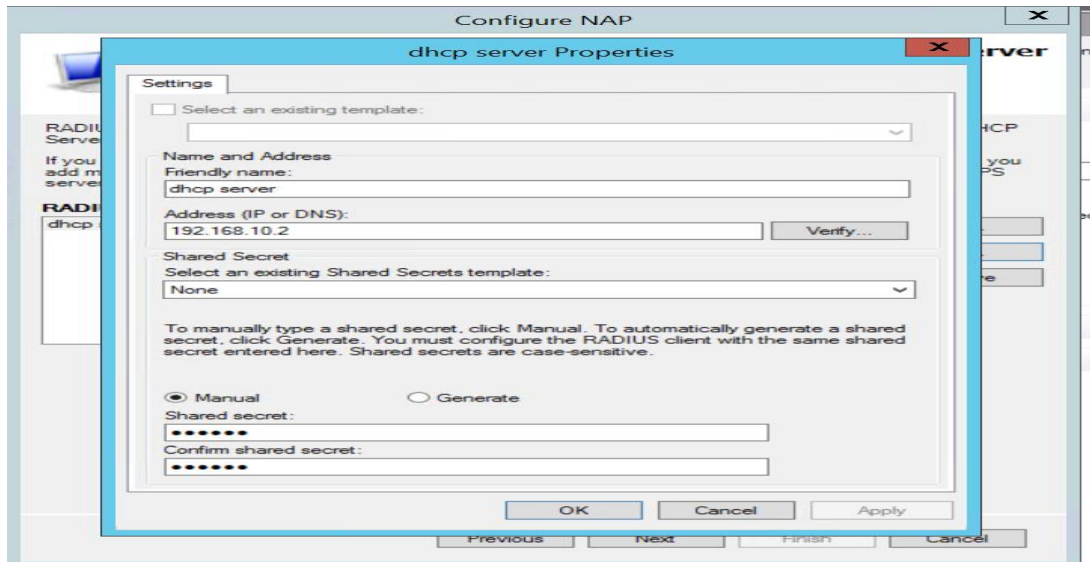 Configure NAP
dhcp server Properties
rver
Settings
Select an existing template:
RADIU
HCP
Serve
If you
you
add m
PS
server
Name and Address
Friendly name:
dhcp server
RADI
dhcp s
Address (IP or DNS):
192.168.10.2
Verify...
Shared Secret
Select an existing Shared Secrets template:
None
e
To manually type a shared secret, click Manual. To automatically generate a shared
secret, click Generate. You must configure the RADIUS client with the same shared
secret entered here. Shared secrets are case-sensitive.
Manual
Generate
Shared secret:
●●●●●●
Confirm shared secret:
●●●●●●
OK
Cancel
Apply
Previous
Next
Finish
Cancel